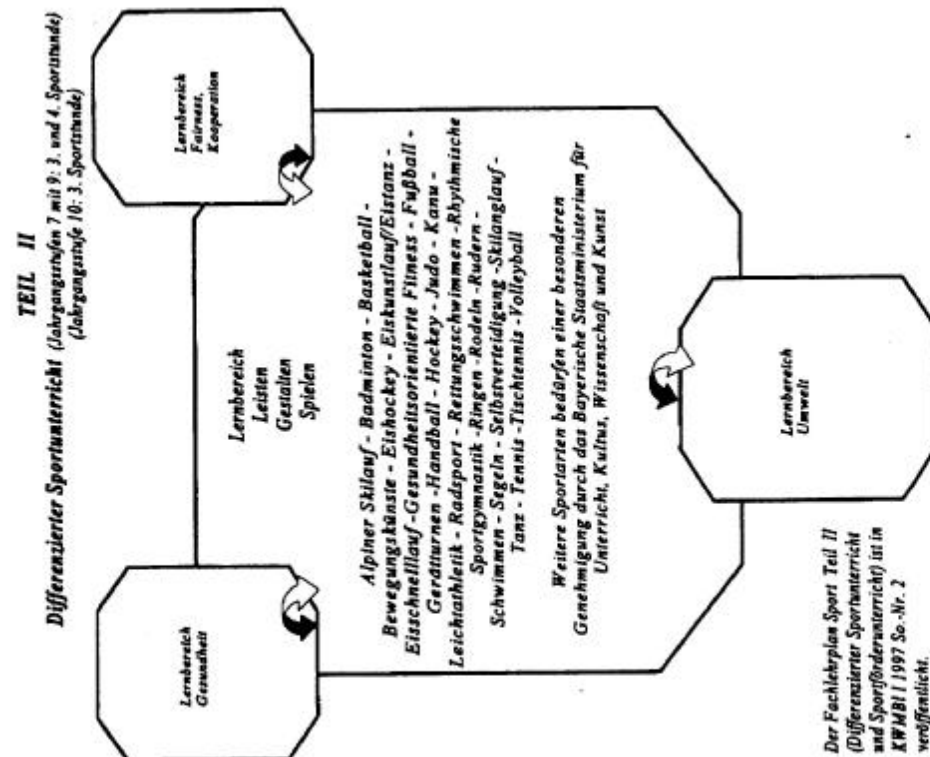 TEIL II
Differenzierter Sportunterricht (Jahrgangsstufen 7 mit 9: 3. und 4. Sportstunde)
(Jahrgangsstufe 10: 3. Sportstunde)
Lernbereich
Gesundheit
Lernbereich
Leisten
Gestalten
Spielen
Lernbereich
Fairness,
Kooperation
Alpiner Skilauf - Badminton - Basketball -
Bewegungskünste - Eishockey - Eiskunstlauf/Eistanz -
Eisschnelllauf -Gesundheitsorientierte Fitness - Fußball -
Gerätturnen -Handball - Hockey - Judo - Kanu -
Leichtathletik - Radsport - Rettungsschwimmen -Rhythmische
Sportgymnastik -Ringen -Rodeln -Rudern -
Schwimmen - Segeln - Selbstverteidigung -Skilanglauf -
Tanz - Tennis -Tischtennis -Volleyball
Weitere Sportarten bedürfen einer besonderen
Genehmigung durch das Bayerische Staatsministerium für
Unterricht, Kultus, Wissenschaft und Kunst
Lernbereich
Umwelt
Der Fachlehrplan Sport Teil II
(Differenzierter Sportunterricht
und Sportförderunterricht) ist in
KWMBl I 1997 So.-Nr. 2
veröffentlicht.